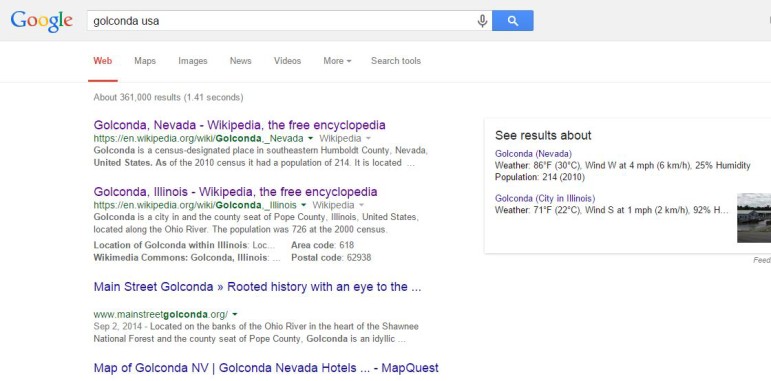 Google golconda usa
Web Maps Images News Videos More Search tools
About 361,000 results (1.41 seconds)
Golconda, Nevada - Wikipedia, the free encyclopedia
https://en.wikipedia.org/wiki/Golconda,_Nevada Wikipedia
Golconda is a census-designated place in southeastern Humboldt County, Nevada,
United States. As of the 2010 census it had a population of 214. It is located ...
Golconda, Illinois - Wikipedia, the free encyclopedia
https://en.wikipedia.org/wiki/Golconda,_Illinois Wikipedia
Golconda is a city in and the county seat of Pope County, Illinois, United States,
located along the Ohio River. The population was 726 at the 2000 census.
Location of Golconda within Illinois: Loc... Area code: 618
Wikimedia Commons: Golconda, Illinois: ... Postal code: 62938
Main Street Golconda » Rooted history with an eye to the ...
www.mainstreetgolconda.org/
Sep 2, 2014 - Located on the banks of the Ohio River in the heart of the Shawnee
National Forest and the county seat of Pope County, Golconda is an idyllic ...
Map of Golconda NV | Golconda Nevada Hotels ... - MapQuest
See results about
Golconda (Nevada)
Weather: 86°F (30°C), Wind W at 4 mph (6 km/h), 25% Humidity
Population: 214 (2010)
Golconda (City in Illinois)
Weather: 71°F (22°C), Wind S at 1 mph (2 km/h), 92% H...
Feed